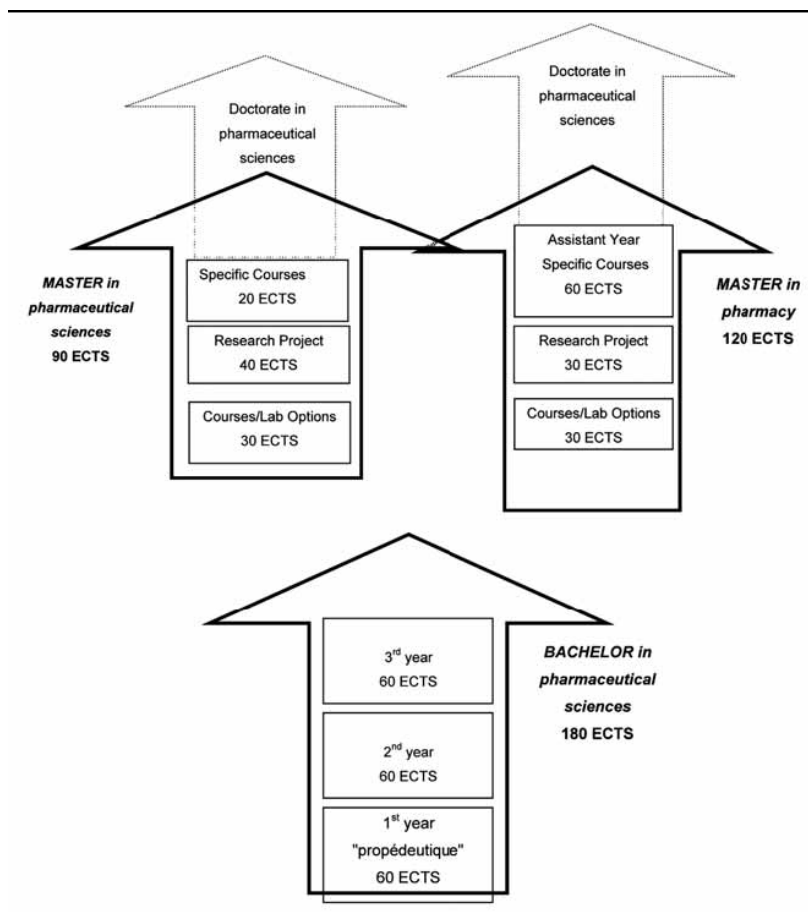 Doctorate in
pharmaceutical
sciences
Doctorate in
pharmaceutical
sciences
MASTER in
pharmaceutical
sciences
90 ECTS
Specific Courses
20 ECTS
Research Project
40 ECTS
Courses/Lab Options
30 ECTS
Assistant Year
Specific Courses
60 ECTS
Research Project
30 ECTS
Courses/Lab Options
30 ECTS
MASTER in
pharmacy
120 ECTS
3rd year
60 ECTS
2nd year
60 ECTS
1st year
"propédeutique"
60 ECTS
BACHELOR in
pharmaceutical
sciences
180 ECTS